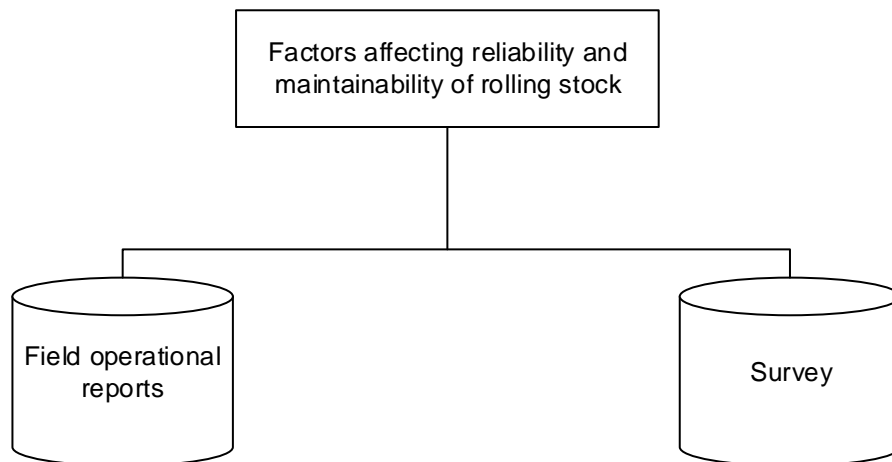 Factors affecting reliability and
maintainability of rolling stock
Field operational
reports
Survey